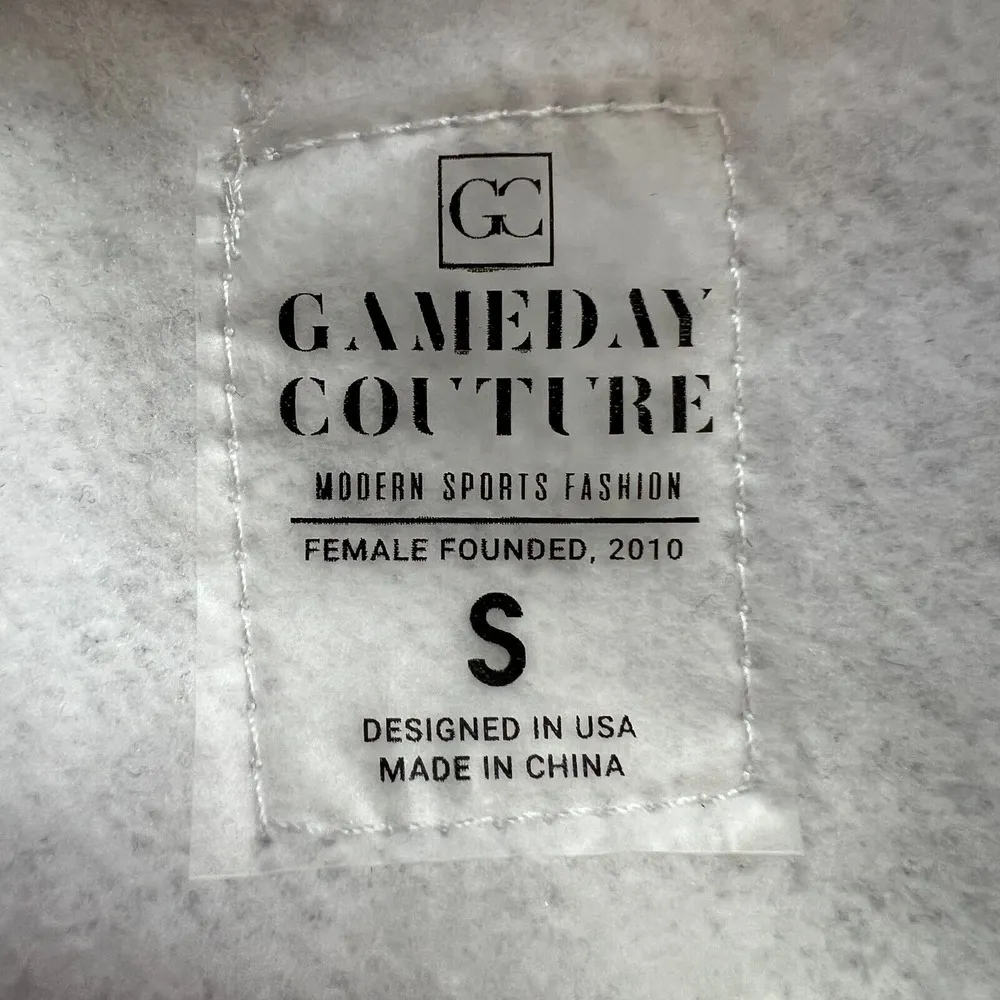 GC
GAMEDAY
COUTURE
MODERN SPORTS FASHION
FEMALE FOUNDED, 2010
S
DESIGNED IN USA
MADE IN CHINA